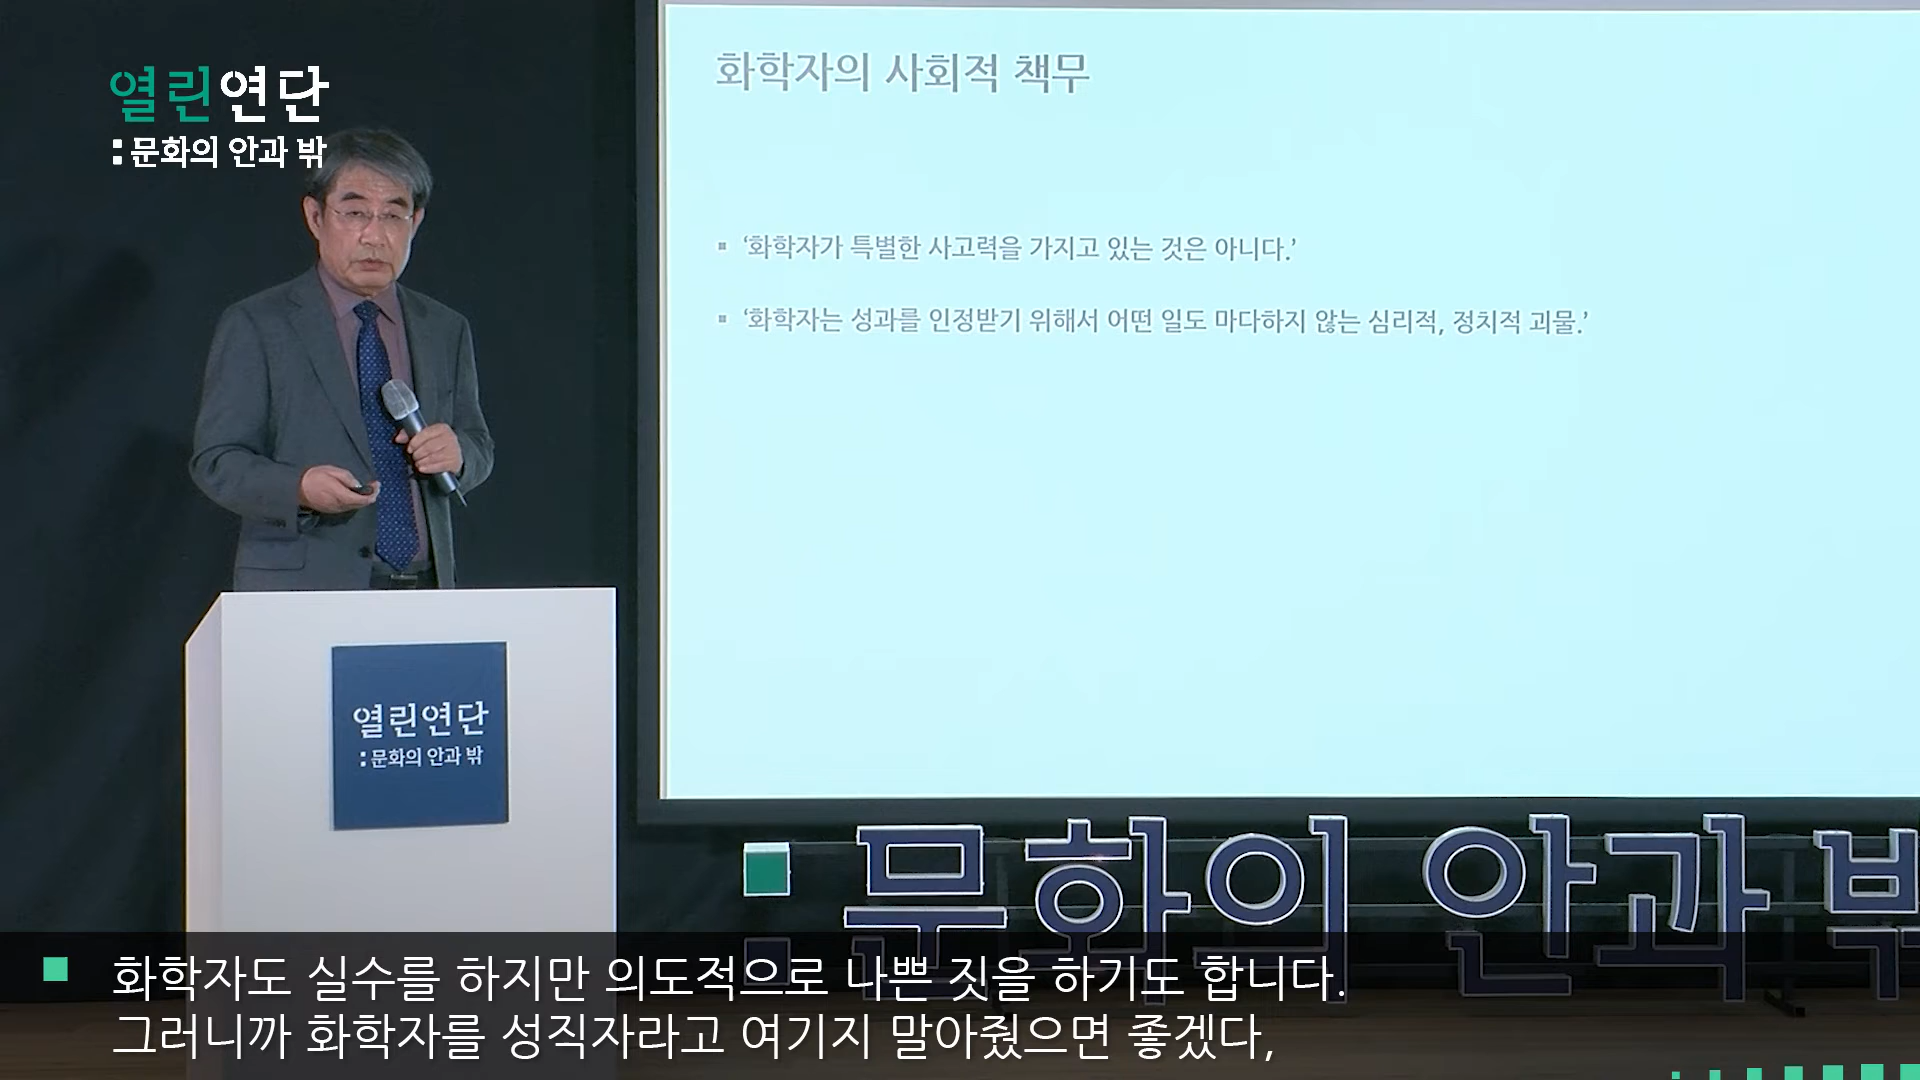 열린연단
:문화의 안과 밖
화학자의 사회적 책무
▪ ‘화학자가 특별한 사고력을 가지고 있는 것은 아니다.’
▪ ‘화학자는 성과를 인정받기 위해서 어떤 일도 마다하지 않는 심리적, 정치적 괴물.’
열린연단
:문화의 안과 밖
:문화의 안과 밖
화학자도 실수를 하지만 의도적으로 나쁜 짓을 하기도 합니다.
그러니까 화학자를 성직자라고 여기지 말아줬으면 좋겠다,